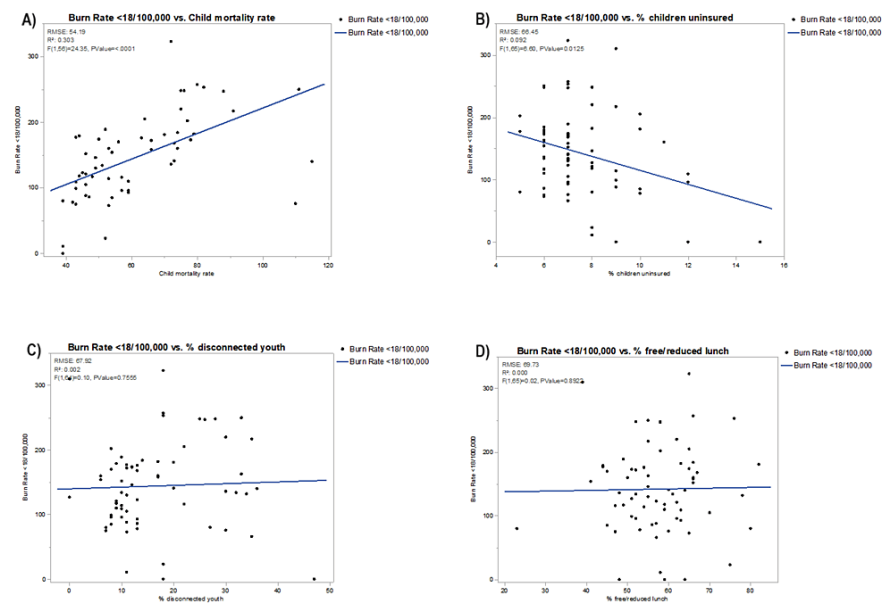 A)
Burn Rate <18/100,000 vs. Child mortality rate
Burn Rate <18/100,000
Burn Rate <18/100,000
RMSE: 54.19
R²: 0.303
F(1,56)=24.35, PValue=<.0001
Burn Rate <18/100,000
300
200
100
0
40 60 80 100 120
Child mortality rate
B)
Burn Rate <18/100,000 vs. % children uninsured
Burn Rate <18/100,000
Burn Rate <18/100,000
RMSE: 66.45
R²: 0.092
PValue=0.0125
Burn Rate <18/100,000
300
200
100
0
4 6 8 10 12 14 16
% children uninsured
C)
Burn Rate <18/100,000 vs. % disconnected youth
Burn Rate <18/100,000
Burn Rate <18/100,000
RMSE: 67.92
R²: 0.002
PValue=0.7555
Burn Rate <18/100,000
300
200
100
0
0 10 20 30 40 50
% disconnected youth
D)
Burn Rate <18/100,000 vs. % free/reduced lunch
Burn Rate <18/100,000
Burn Rate <18/100,000
RMSE: 69.73
R²: 0.000
Burn Rate <18/100,000
300
200
100
0
20 30 40 50 60 70 80
% free/reduced lunch